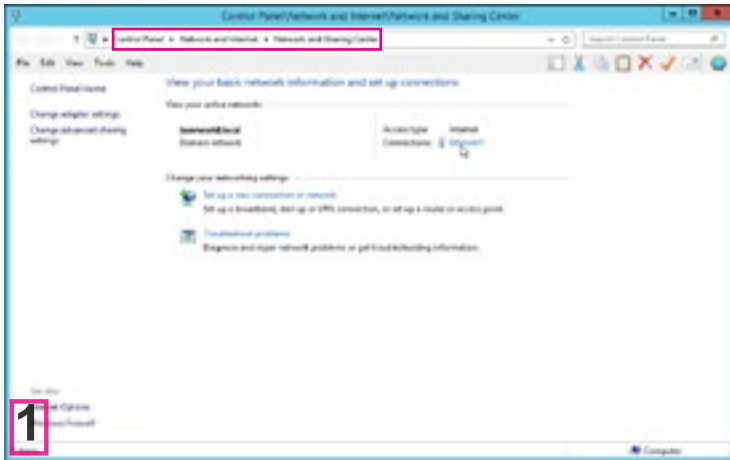 Control Panel\Network and Internet\Network and Sharing Center
Control Panel Network and Internet Network and Sharing Center
Search Control Panel
File Edit View Tools Help
Control Panel Home
Change adapter settings
Change advanced sharing
settings
View your basic network information and set up connections
View your active networks
Domain network
Access type: Internet
Connections:
Change your networking settings
Set up a new connection or network
Set up a broadband, dial-up or VPN connection, or set up a router or access point.
Troubleshoot problems
Diagnose and repair network problems or get troubleshooting information.
See also
Internet Options
Windows Firewall
1
Computer